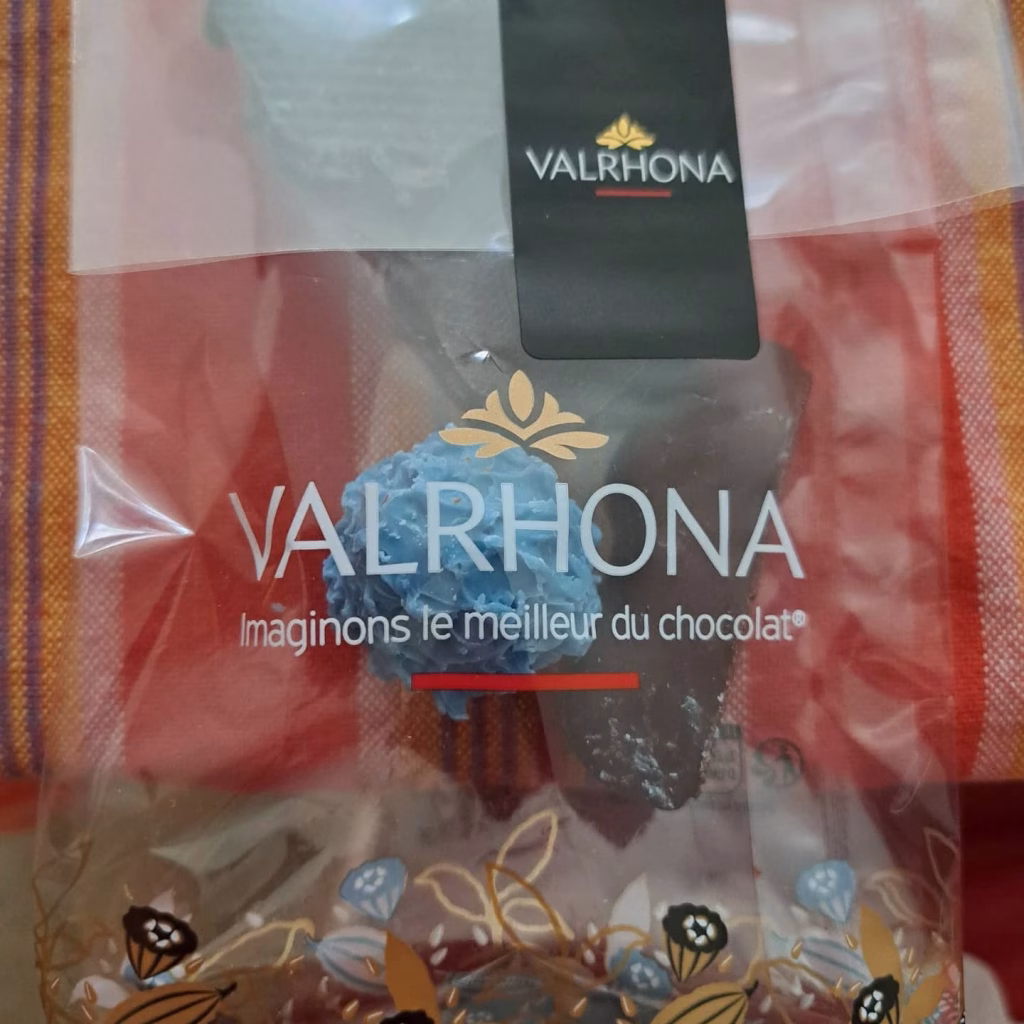 VALRHONA
VALRHONA
Imaginons le meilleur du chocolat®